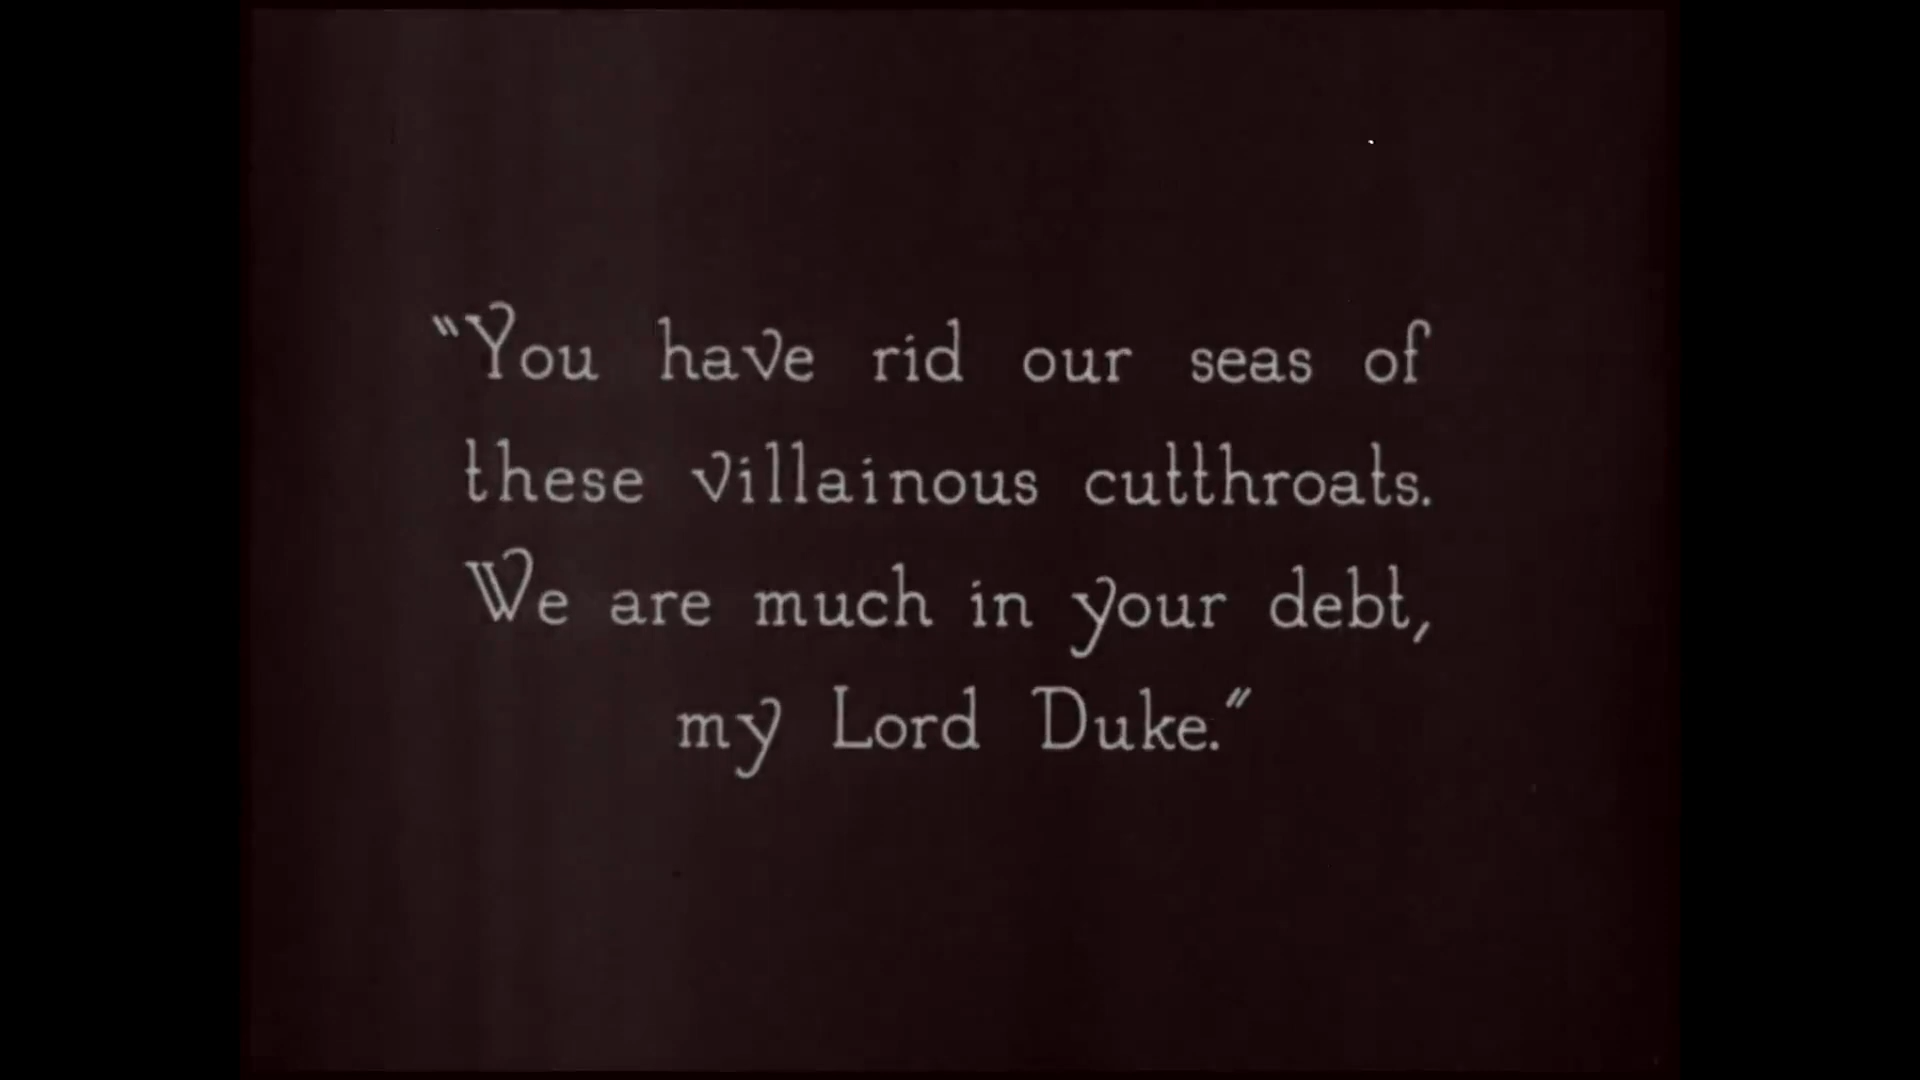 "You have rid our seas of
these villainous cutthroats.
We are much in your debt,
my Lord Duke."